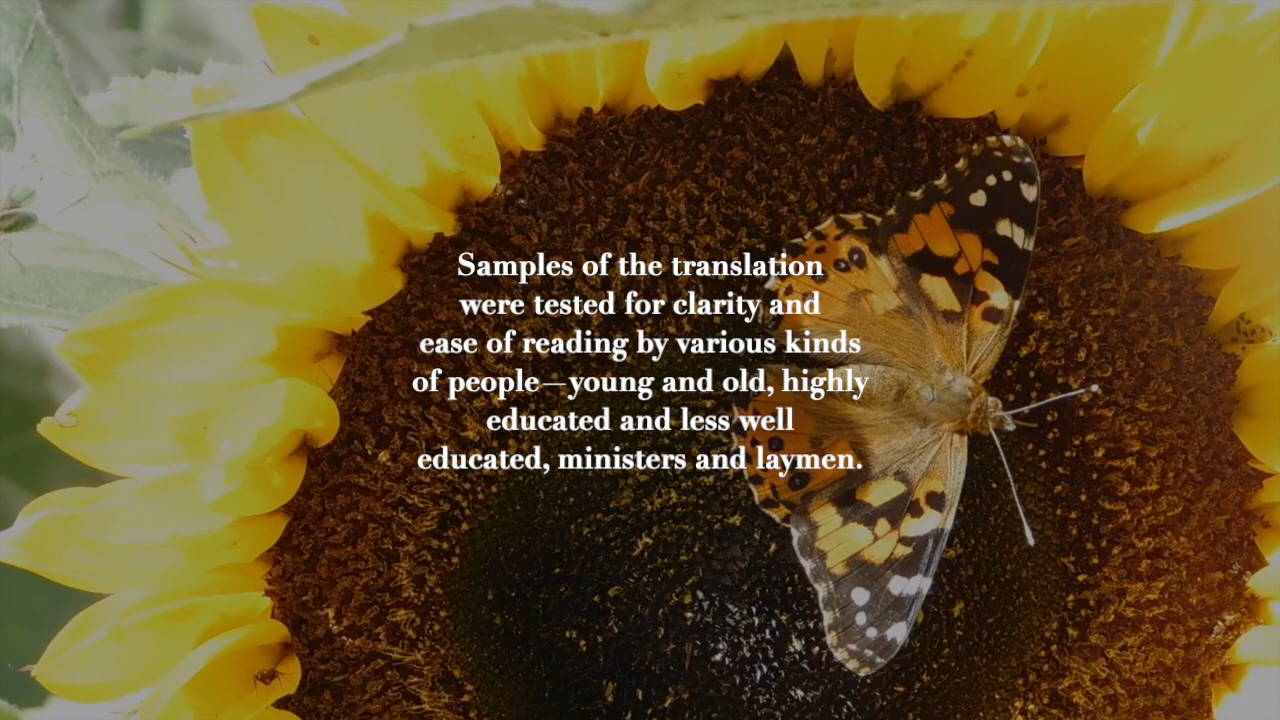 Samples of the translation
were tested for clarity and
ease of reading by various kinds
of people—young and old, highly
educated and less well
educated, ministers and laymen.